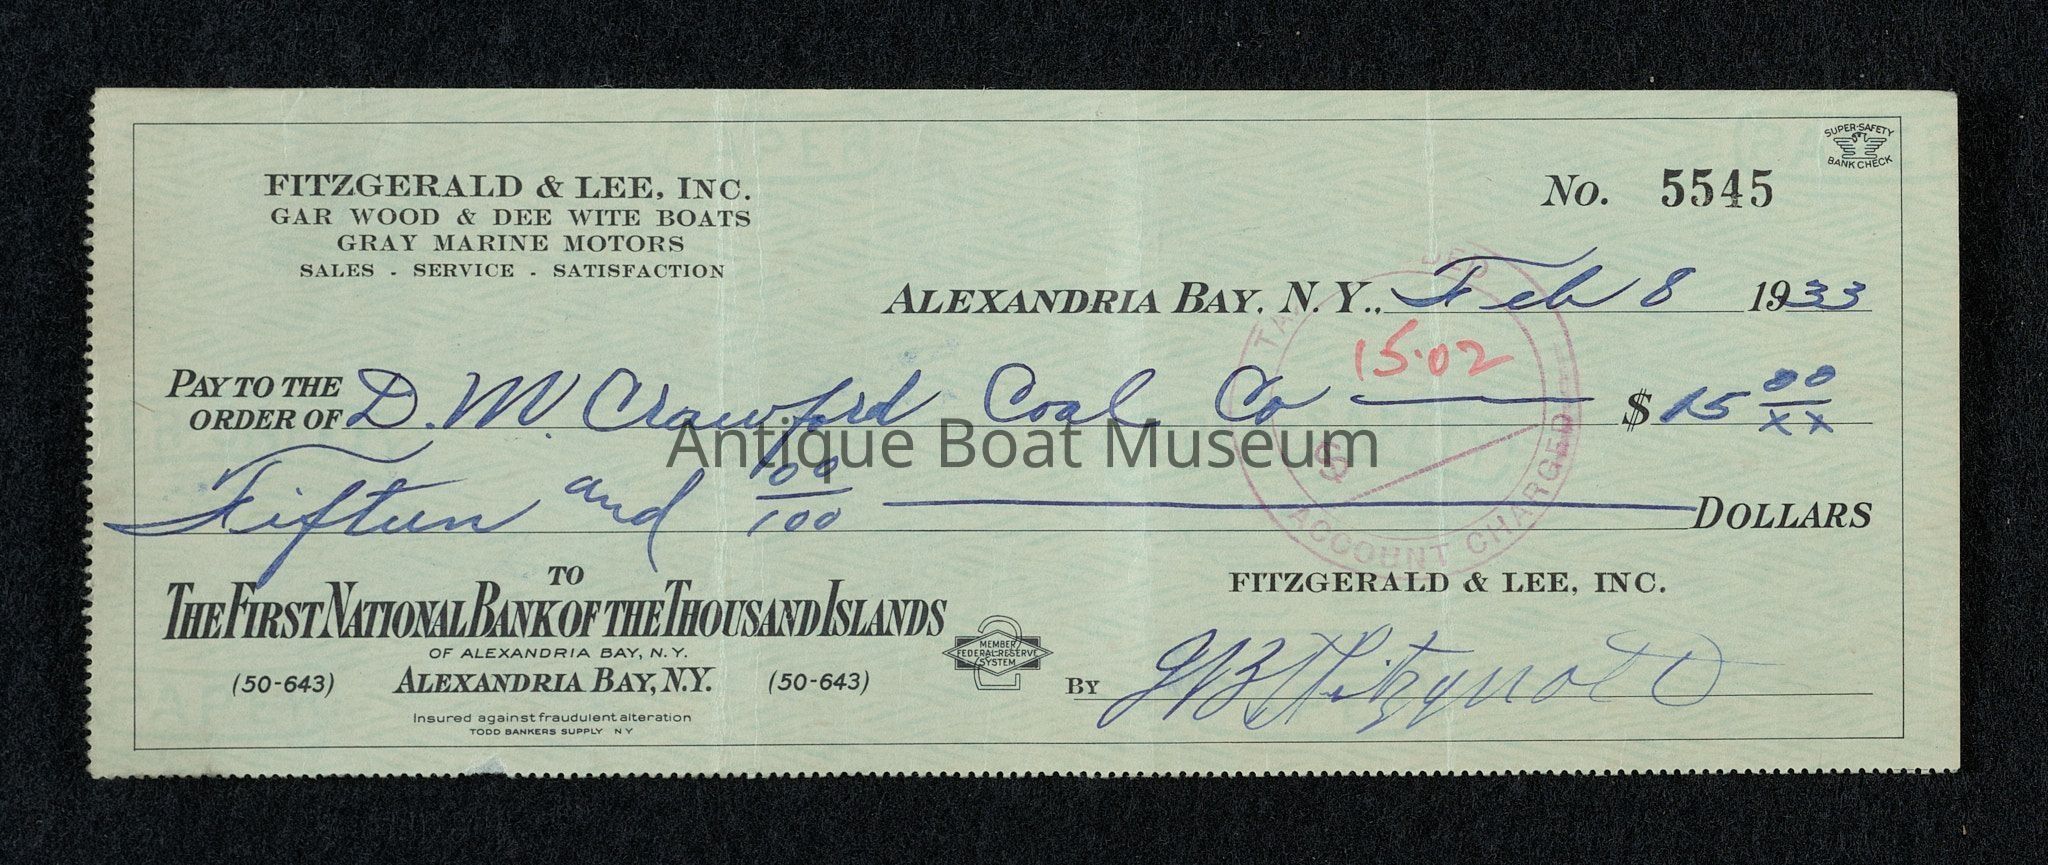 SUPER-SAFETY
BANK CHECK
FITZGERALD & LEE, INC.
GAR WOOD & DEE WITE BOATS
GRAY MARINE MOTORS
SALES - SERVICE - SATISFACTION
No. 5545
ALEXANDRIA BAY, N. Y., Feb 8 1933
15.02
PAY TO THE
ORDER OF D. M. Crawford Coal Co $ 15 00/xx
Antique Boat Museum
Fifteen and 00/100 DOLLARS
ACCOUNT CHARGED
TO
THE FIRST NATIONAL BANK OF THE THOUSAND ISLANDS
OF ALEXANDRIA BAY, N.Y.
(50-643) ALEXANDRIA BAY, N.Y. (50-643)
Insured against fraudulent alteration
TODD BANKERS SUPPLY NY
MEMBER
FEDERAL RESERVE
SYSTEM
2
FITZGERALD & LEE, INC.
BY